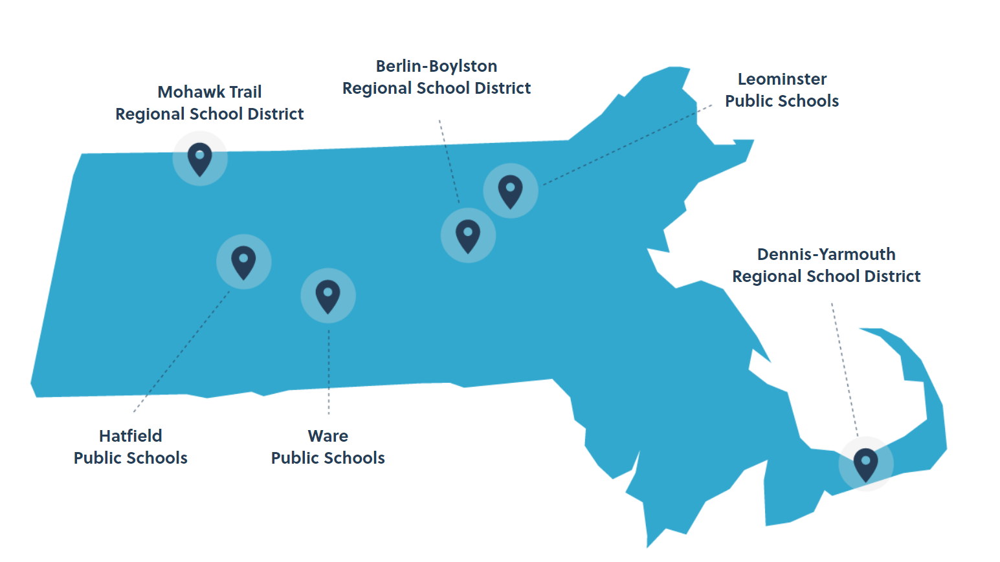 Mohawk Trail
Regional School District
Berlin-Boylston
Regional School District
Leominster
Public Schools
Dennis-Yarmouth
Regional School District
Hatfield
Public Schools
Ware
Public Schools